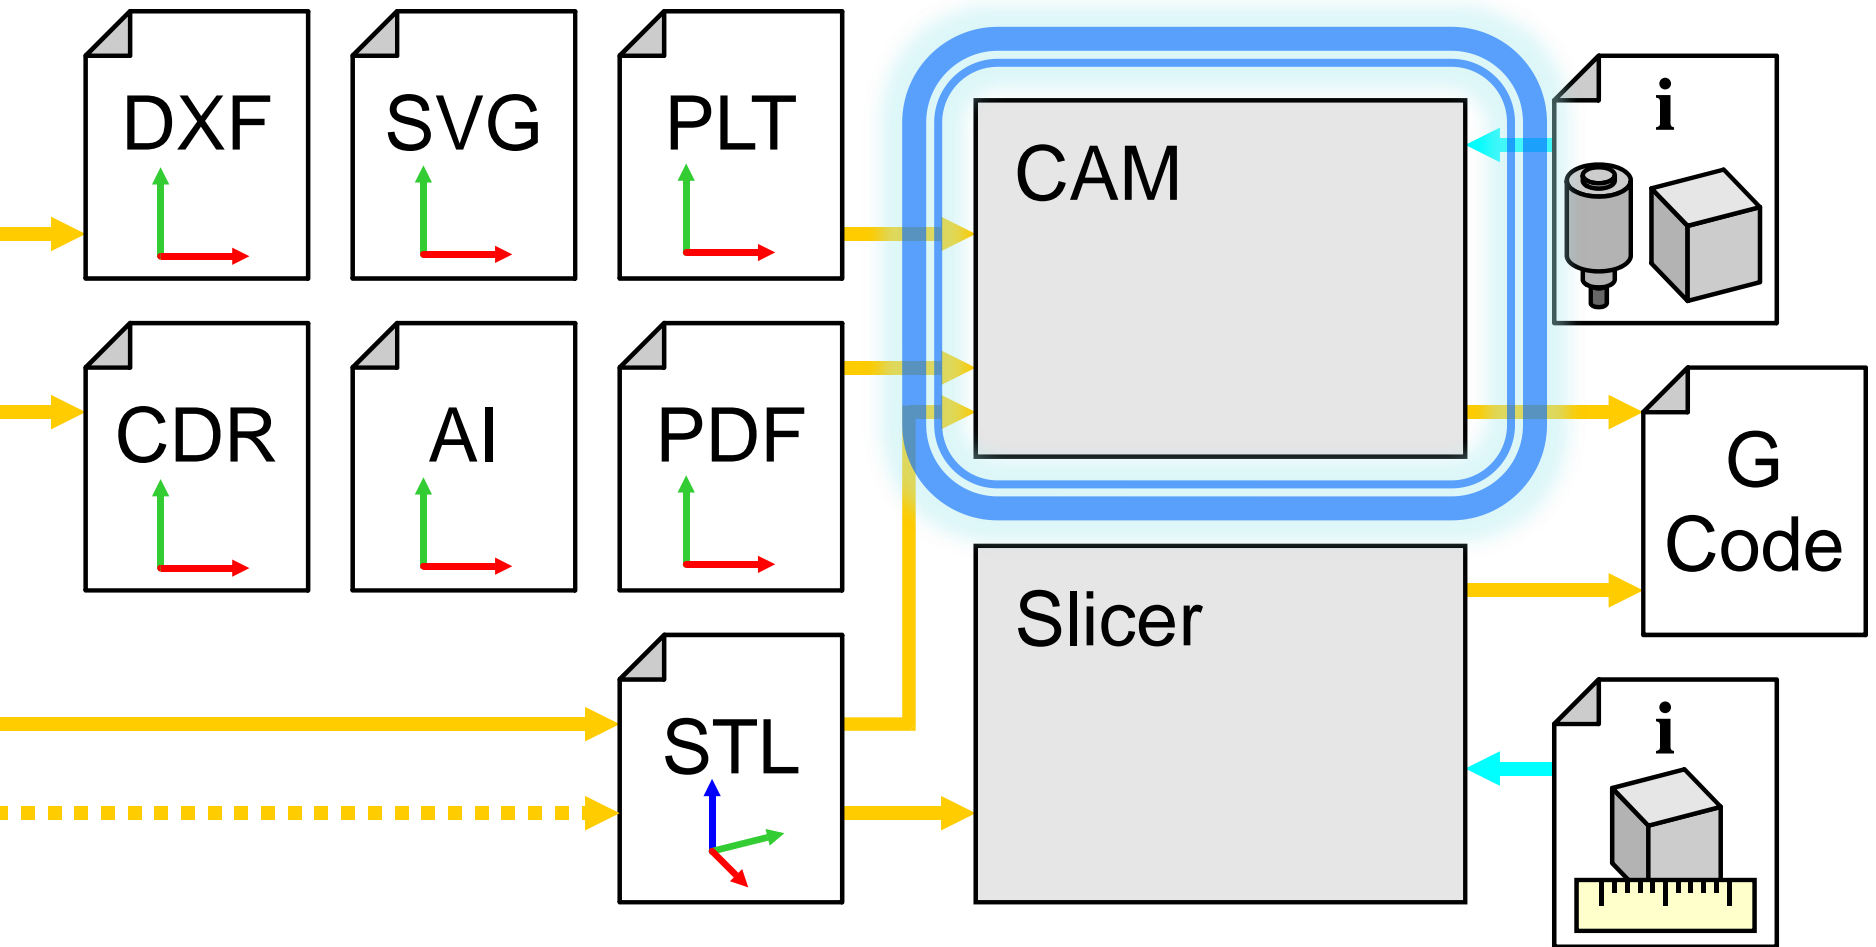 DXF
SVG
PLT
CAM
i
CDR
AI
PDF
G
Code
Slicer
STL
i